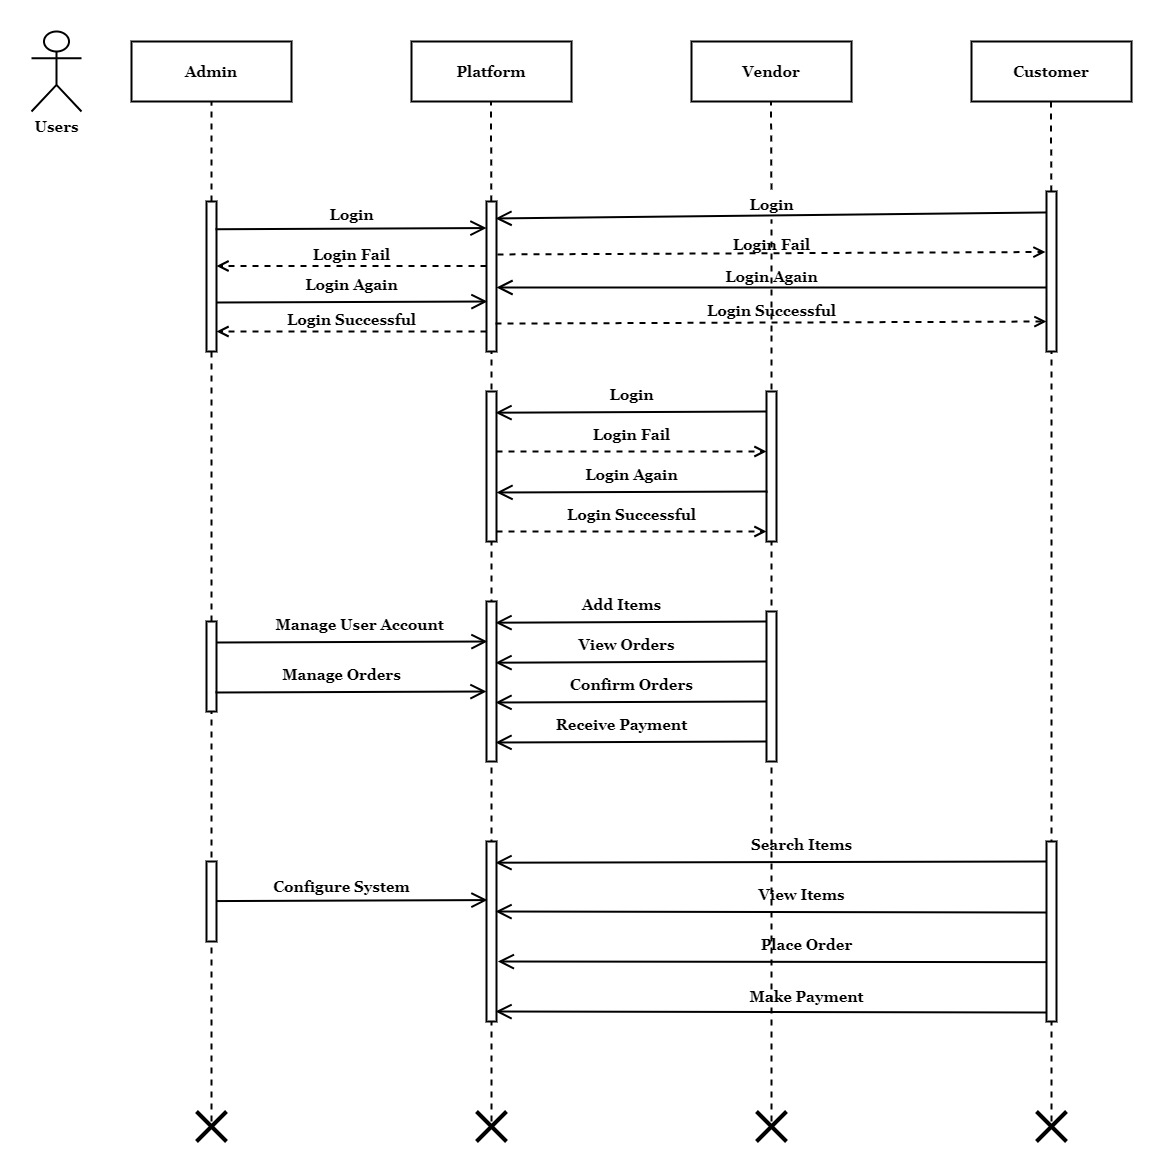 Admin
Platform
Vendor
Customer
Users
Login
Login
Login Fail
Login Fail
Login Again
Login Again
Login Successful
Login Successful
Login
Login Fail
Login Again
Login Successful
Add Items
Manage User Account
View Orders
Manage Orders
Confirm Orders
Receive Payment
Search Items
Configure System
View Items
Place Order
Make Payment